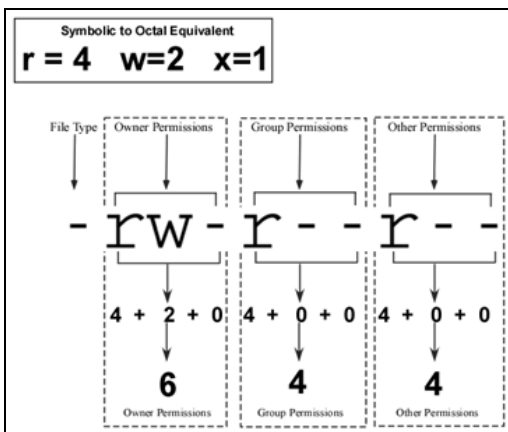 Symbolic to Octal Equivalent
r = 4 w=2 x=1
File Type Owner Permissions Group Permissions Other Permissions
- rw- r-- r--
4 + 2 + 0 4 + 0 + 0 4 + 0 + 0
6 4 4
Owner Permissions Group Permissions Other Permissions